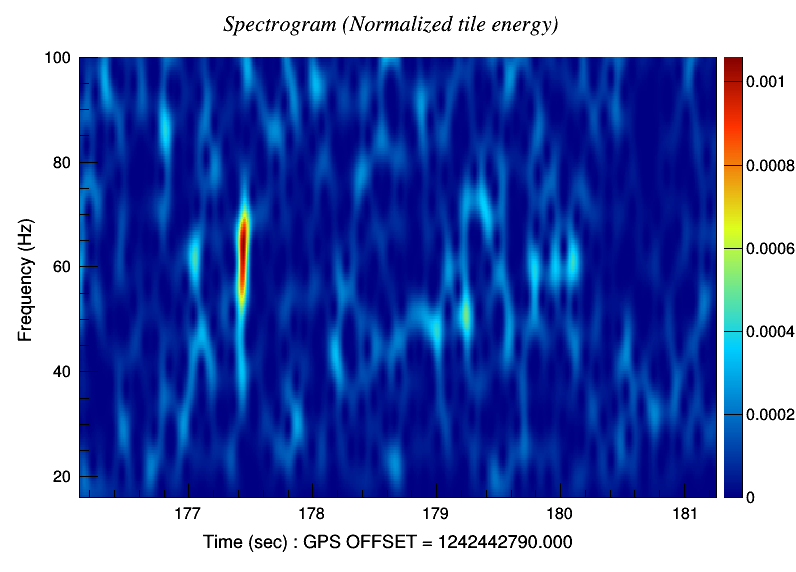 Spectrogram (Normalized tile energy)
Frequency (Hz)
100
80
60
40
20
177 178 179 180 181
Time (sec) : GPS OFFSET = 1242442790.000
0.001
0.0008
0.0006
0.0004
0.0002
0